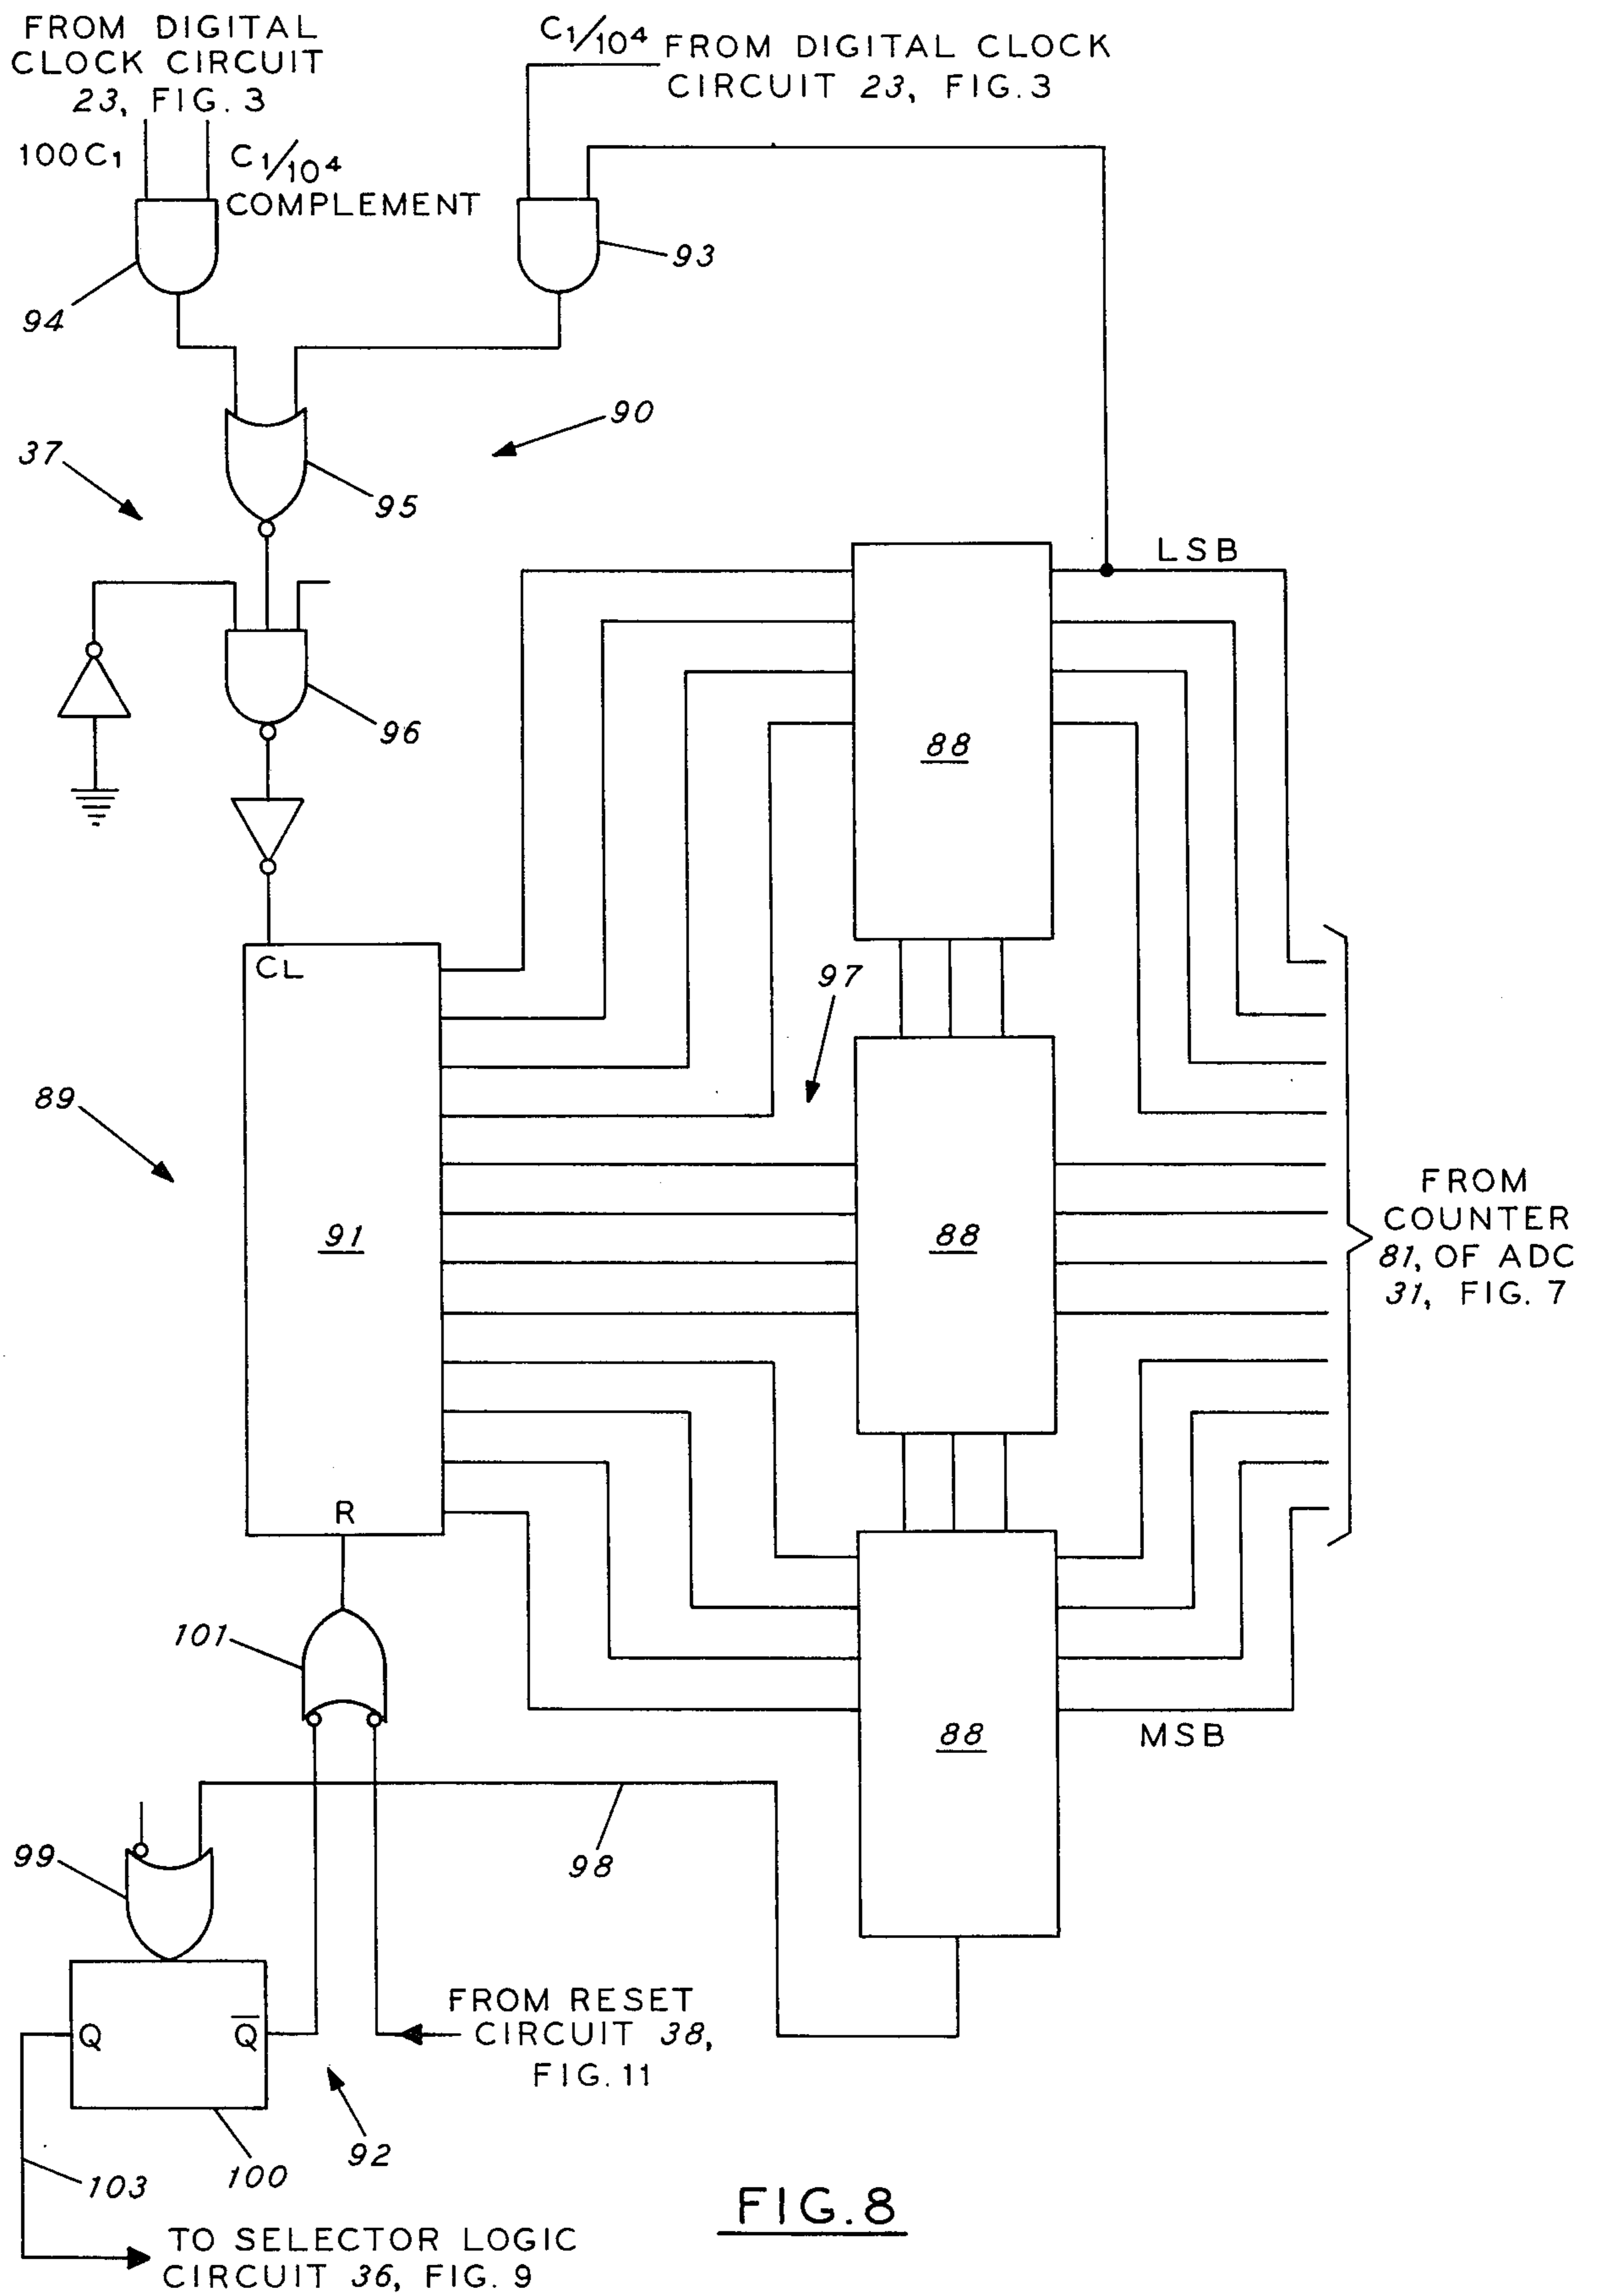 FROM DIGITAL
CLOCK CIRCUIT
23, FIG. 3
C1/10⁴ FROM DIGITAL CLOCK
CIRCUIT 23, FIG. 3
100C1
C1/10⁴
COMPLEMENT
94
93
90
37
95
LSB
96
88
CL
97
89
91
88
FROM
COUNTER
81, OF ADC
31, FIG. 7
R
101
88
MSB
99
98
Q
Q̅
FROM RESET
CIRCUIT 38,
FIG. 11
92
100
103
FIG. 8
TO SELECTOR LOGIC
CIRCUIT 36, FIG. 9